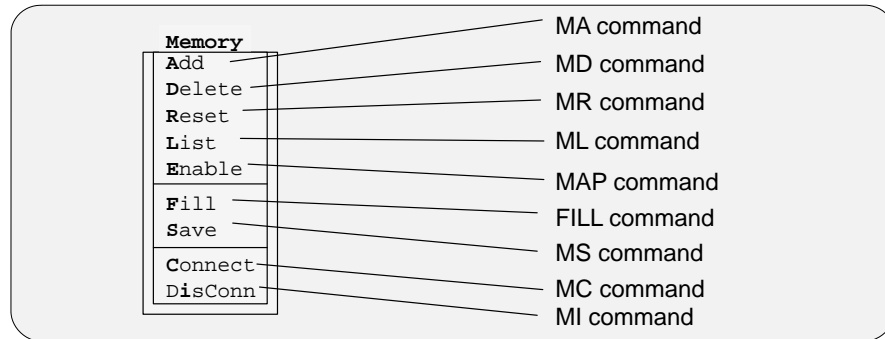 Memory
Add
Delete
Reset
List
Enable
Fill
Save
Connect
DisConn
MA command
MD command
MR command
ML command
MAP command
FILL command
MS command
MC command
MI command